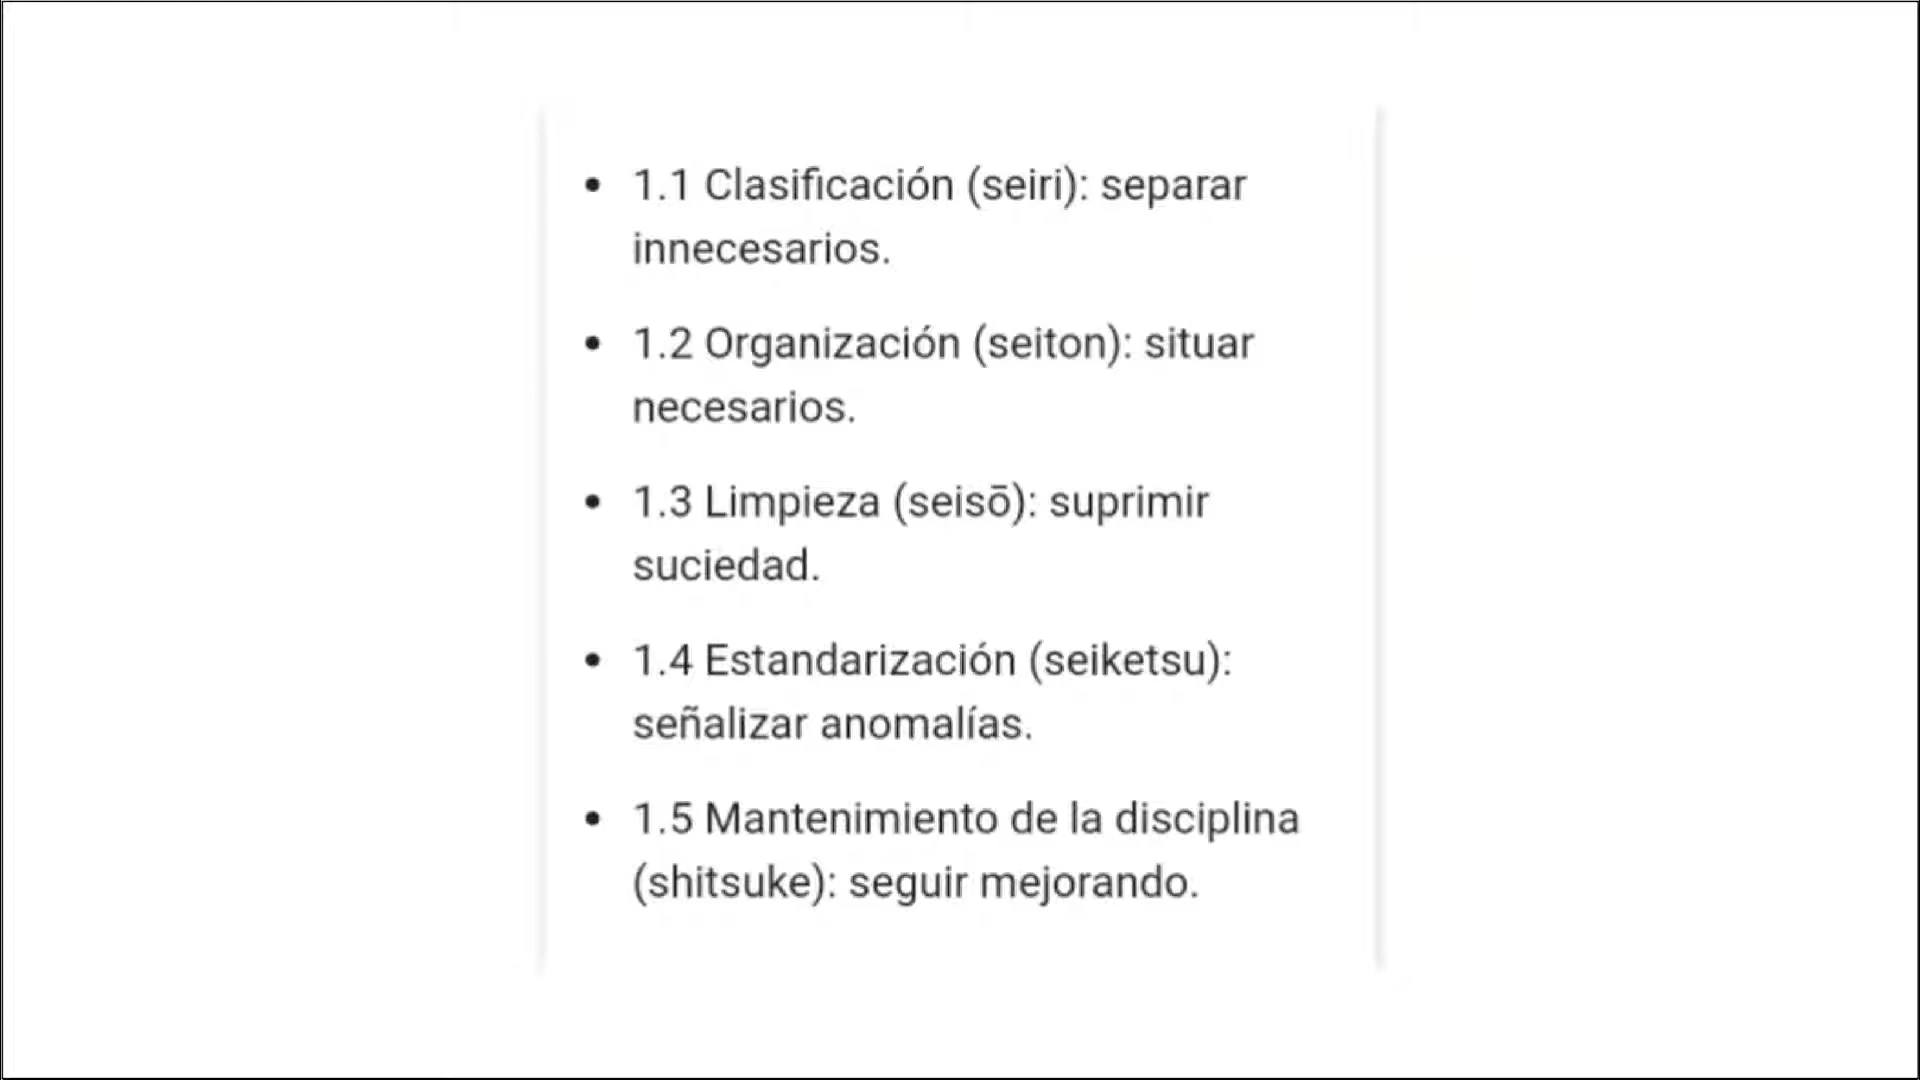 • 1.1 Clasificación (seiri): separar
innecesarios.
• 1.2 Organización (seiton): situar
necesarios.
• 1.3 Limpieza (seisō): suprimir
suciedad.
• 1.4 Estandarización (seiketsu):
señalizar anomalías.
• 1.5 Mantenimiento de la disciplina
(shitsuke): seguir mejorando.